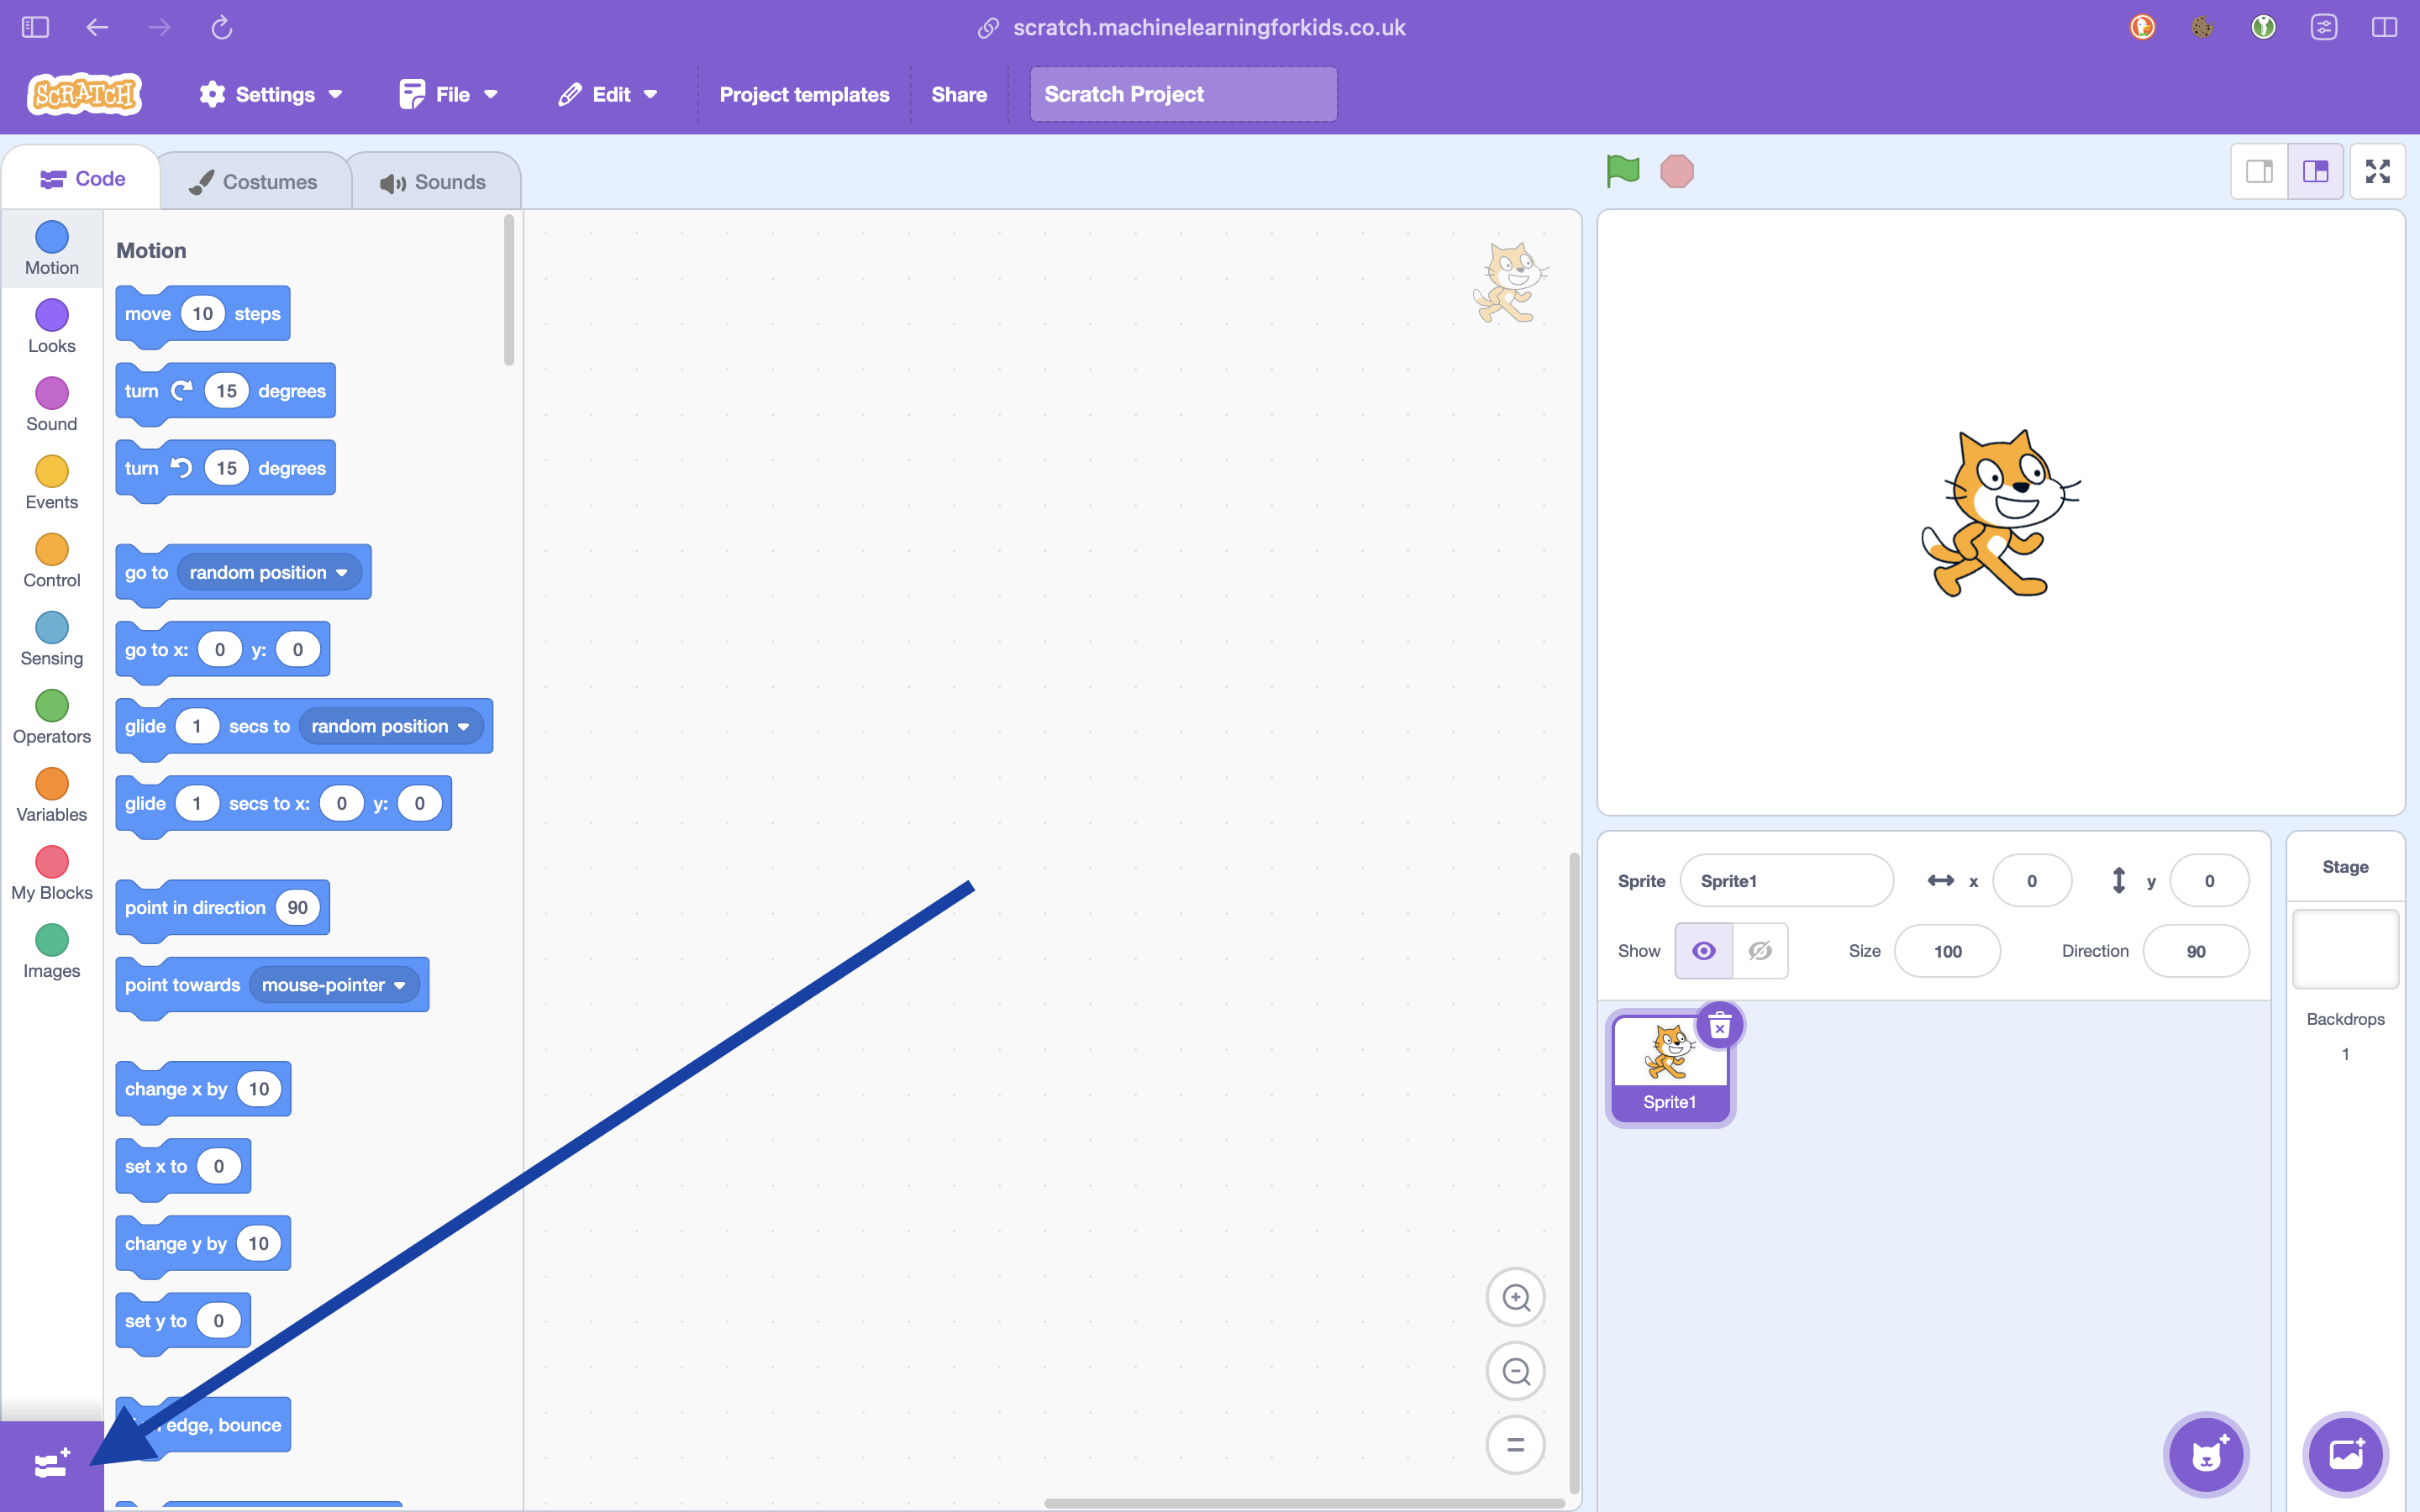 scratch.machinelearningforkids.co.uk
SCRATCH
Settings
File
Edit
Project templates
Share
Scratch Project
Code
Costumes
Sounds
Motion
Looks
Sound
Events
Control
Sensing
Operators
Variables
My Blocks
Images
Motion
move 10 steps
turn 15 degrees
turn 15 degrees
go to random position
go to x: 0 y: 0
glide 1 secs to random position
glide 1 secs to x: 0 y: 0
point in direction 90
point towards mouse-pointer
change x by 10
set x to 0
change y by 10
set y to 0
edge, bounce
Sprite Sprite1 x 0 y 0
Show Size 100 Direction 90
Sprite1
Stage
Backdrops
1